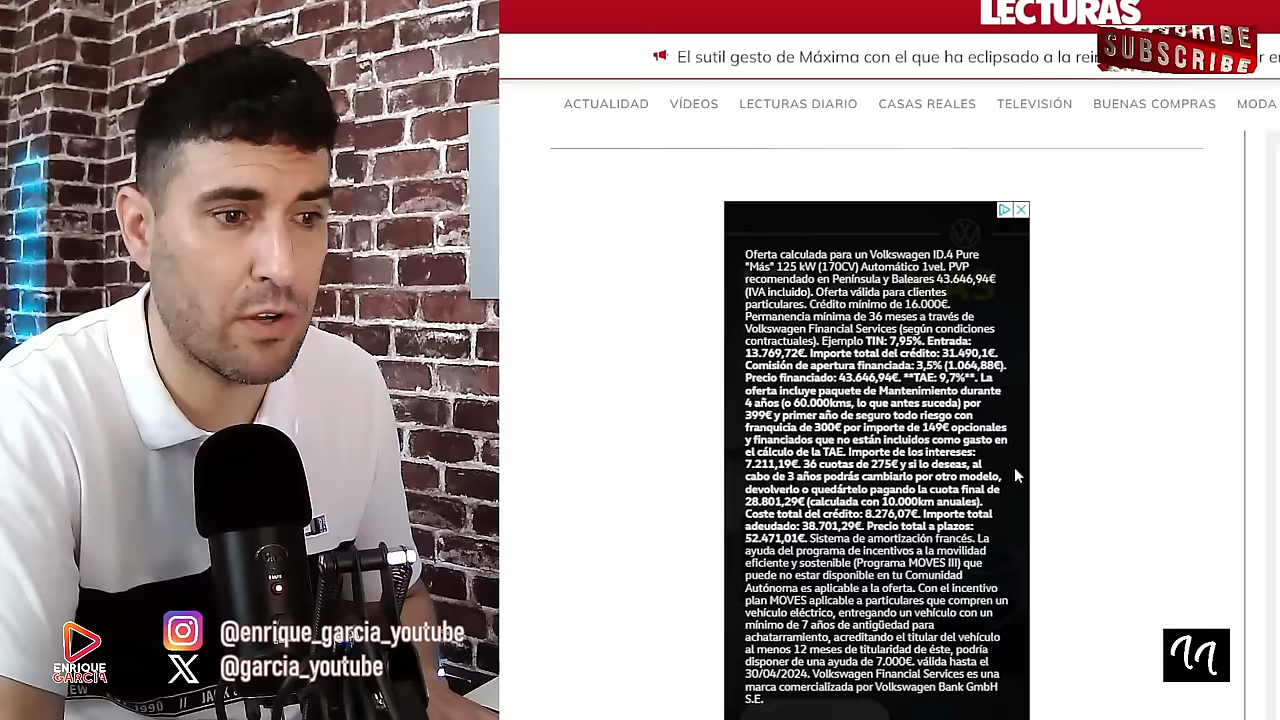 LECTURAS
SUBSCRIBE
SUBSCRIBE
El sutil gesto de Máxima con el que ha eclipsado a la rei
ACTUALIDAD VÍDEOS LECTURAS DIARIO CASAS REALES TELEVISIÓN BUENAS COMPRAS MODA
Oferta calculada para un Volkswagen ID.4 Pure
"Más" 125 kW (170CV) Automático 1vel. PVP
recomendado en Península y Baleares 43.646,94€
(IVA incluido). Oferta válida para clientes
particulares. Crédito mínimo de 16.000€.
Permanencia mínima de 36 meses a través de
Volkswagen Financial Services (según condiciones
contractuales). Ejemplo TIN: 7,95%. Entrada:
13.769,72€. Importe total del crédito: 31.490,1€.
Comisión de apertura financiada: 3,5% (1.064,88€).
Precio financiado: 43.646,94€. **TAE: 9,7%**. La
oferta incluye paquete de Mantenimiento durante
4 años (o 60.000kms, lo que antes suceda) por
399€ y primer año de seguro todo riesgo con
franquicia de 300€ por importe de 149€ opcionales
y financiados que no están incluidos como gasto en
el cálculo de la TAE. Importe de los intereses:
7.211,19€. 36 cuotas de 275€ y si lo deseas, al
cabo de 3 años podrás cambiarlo por otro modelo,
devolverlo o quedártelo pagando la cuota final de
28.801,29€ (calculada con 10.000km anuales).
Coste total del crédito: 8.276,07€. Importe total
adeudado: 38.701,29€. Precio total a plazos:
52.471,01€. Sistema de amortización francés. La
ayuda del programa de incentivos a la movilidad
eficiente y sostenible (Programa MOVES III) que
puede no estar disponible en tu Comunidad
Autónoma es aplicable a la oferta. Con el incentivo
plan MOVES aplicable a particulares que compren un
vehículo eléctrico, entregando un vehículo con un
mínimo de 7 años de antigüedad para
achatarramiento, acreditando el titular del vehículo
al menos 12 meses de titularidad de éste, podría
disponer de una ayuda de 7.000€. válida hasta el
30/04/2024. Volkswagen Financial Services es una
marca comercializada por Volkswagen Bank GmbH
S.E.
@enrique_garcia_youtube
@garcia_youtube
ENRIQUE
GARCÍA
1990 // JACK